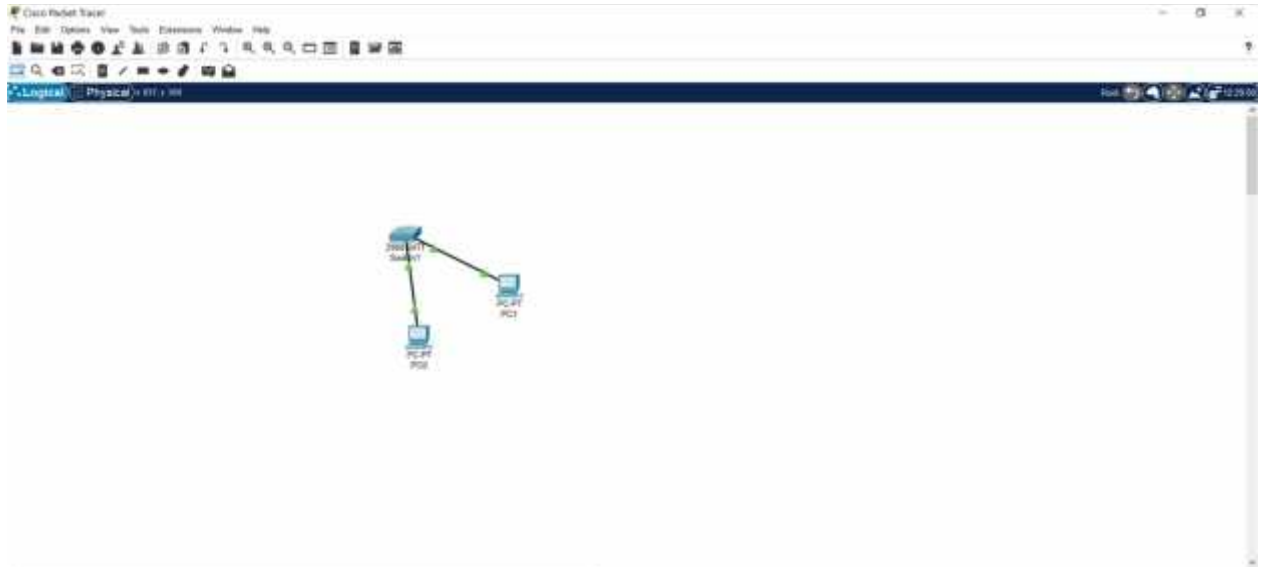 Cisco Packet Tracer
File Edit Options View Tools Extensions Window Help
?
Logical Physical
Root
Switch1
PC-PT
PC1
PC-PT